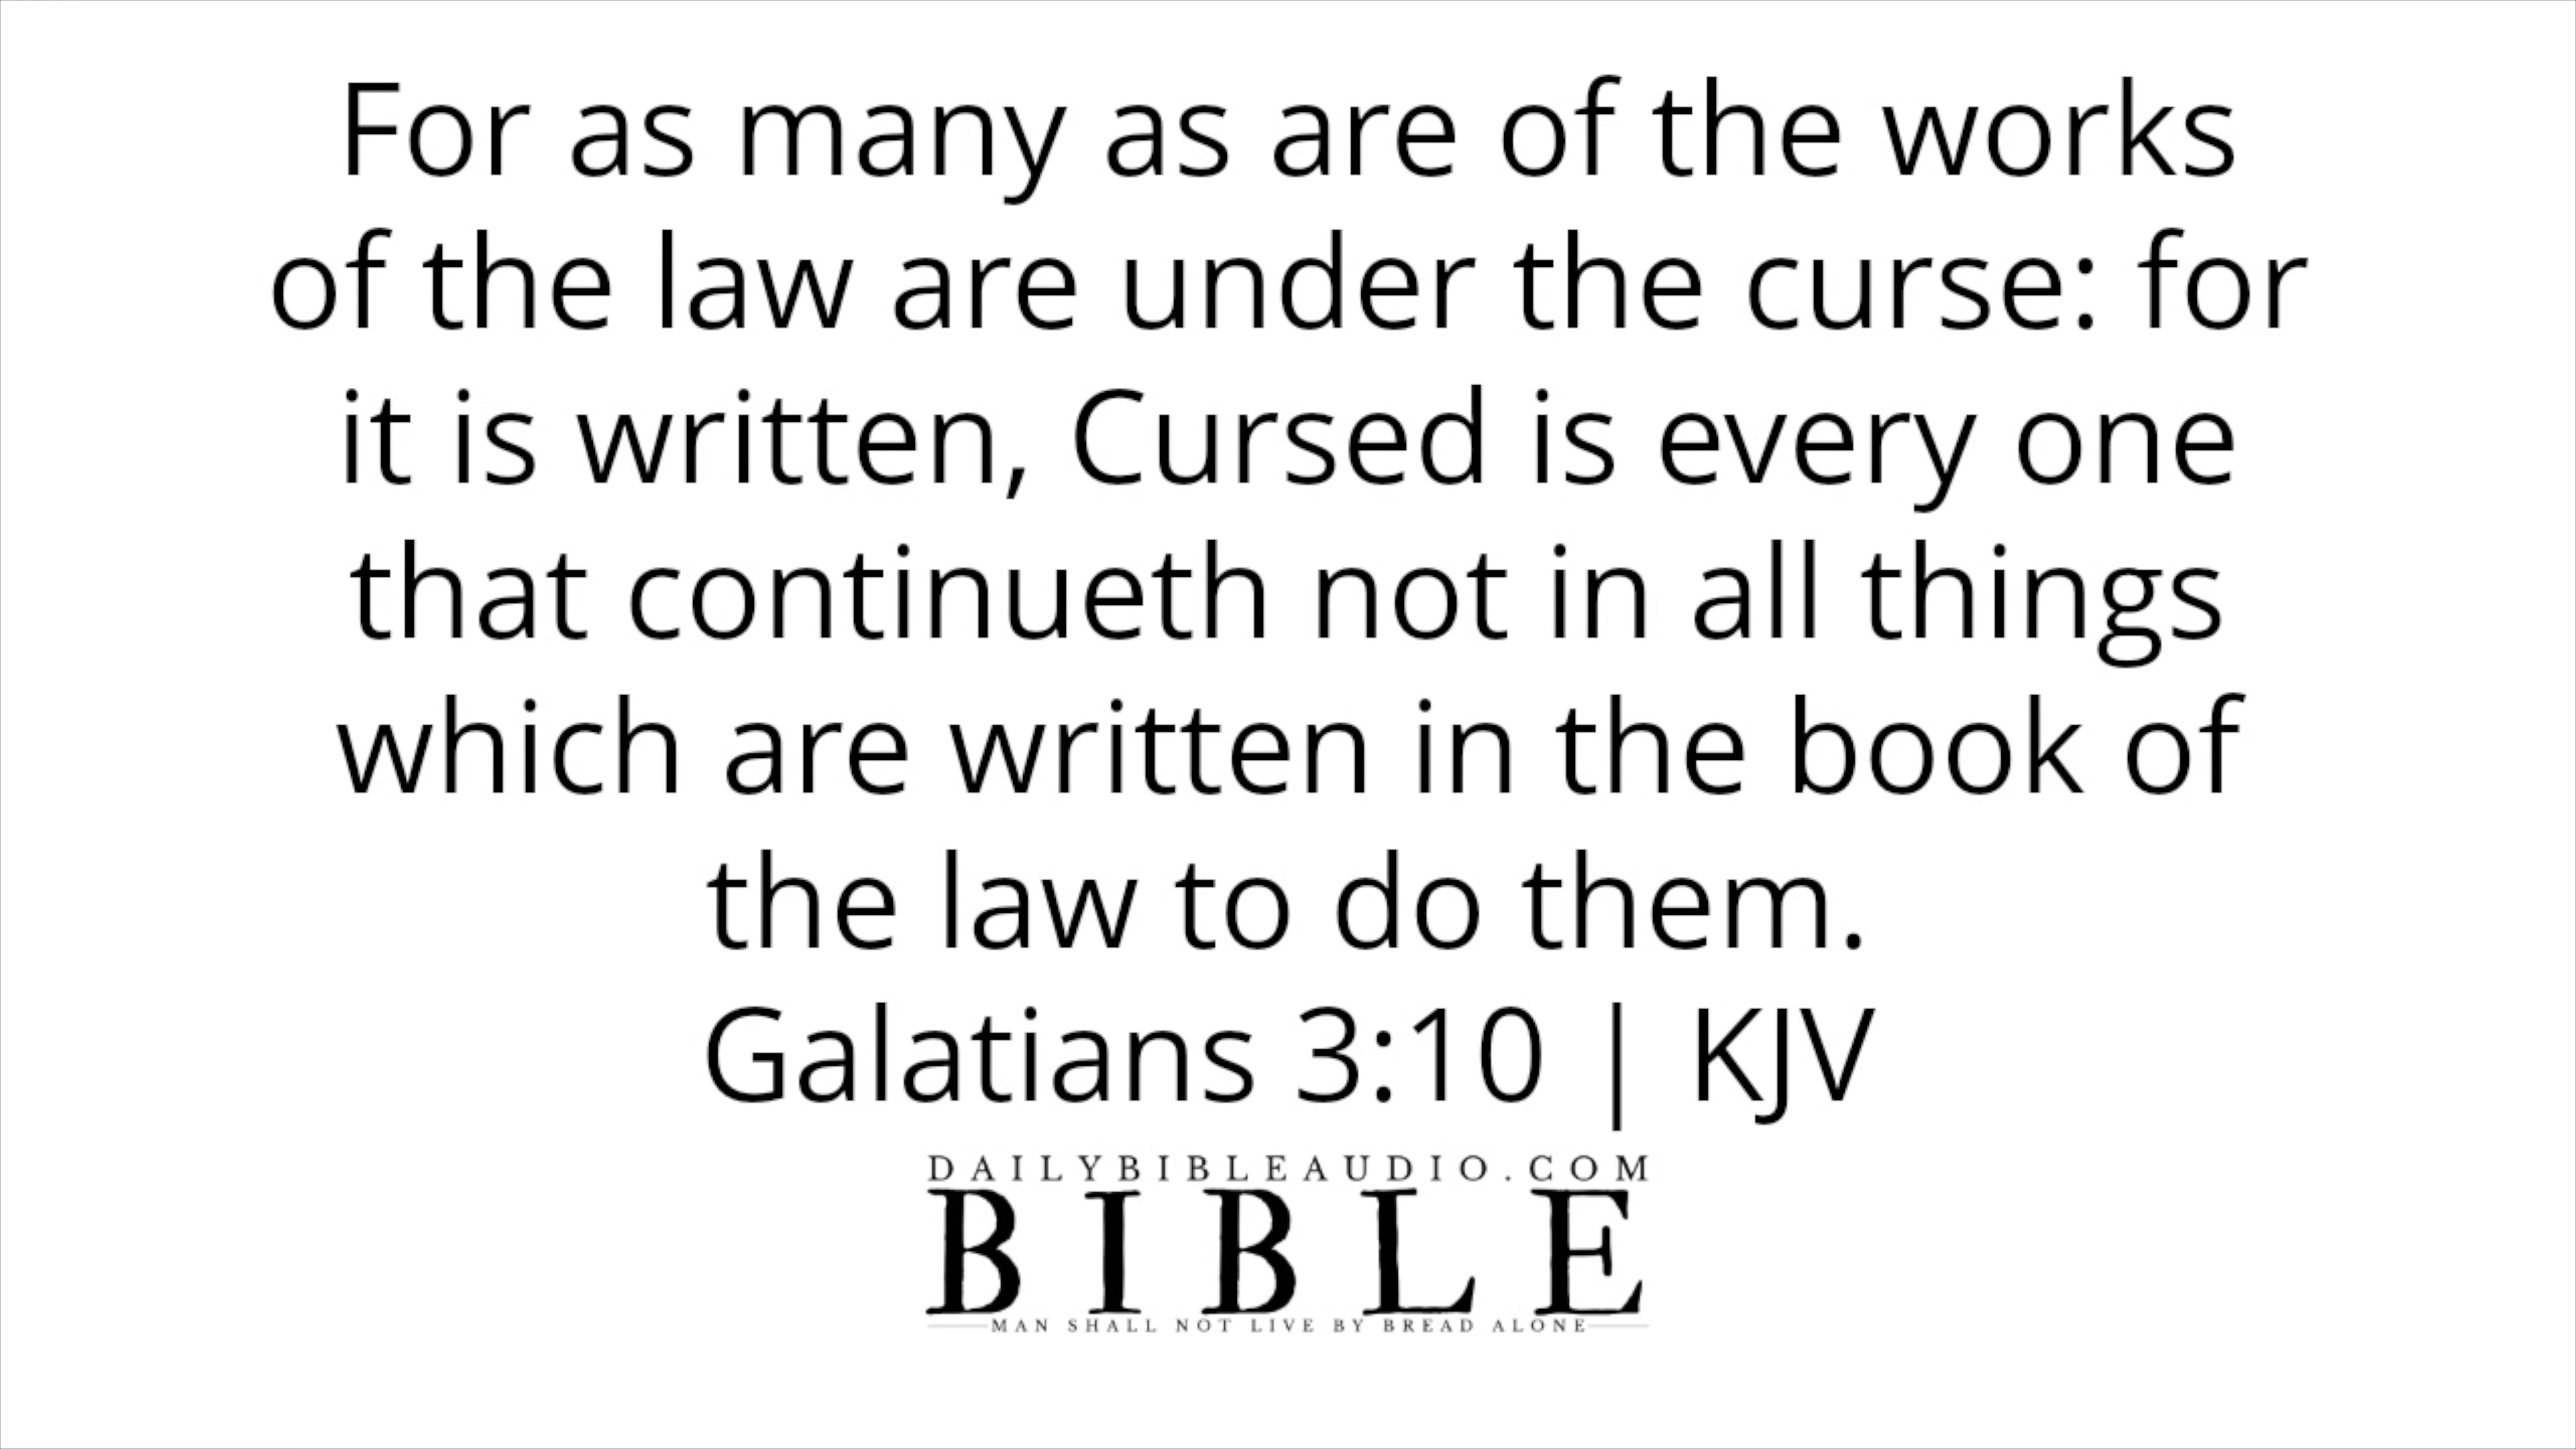 For as many as are of the works
of the law are under the curse: for
it is written, Cursed is every one
that continueth not in all things
which are written in the book of
the law to do them.
Galatians 3:10 | KJV
DAILYBIBLEAUDIO.COM
BIBLE
MAN SHALL NOT LIVE BY BREAD ALONE